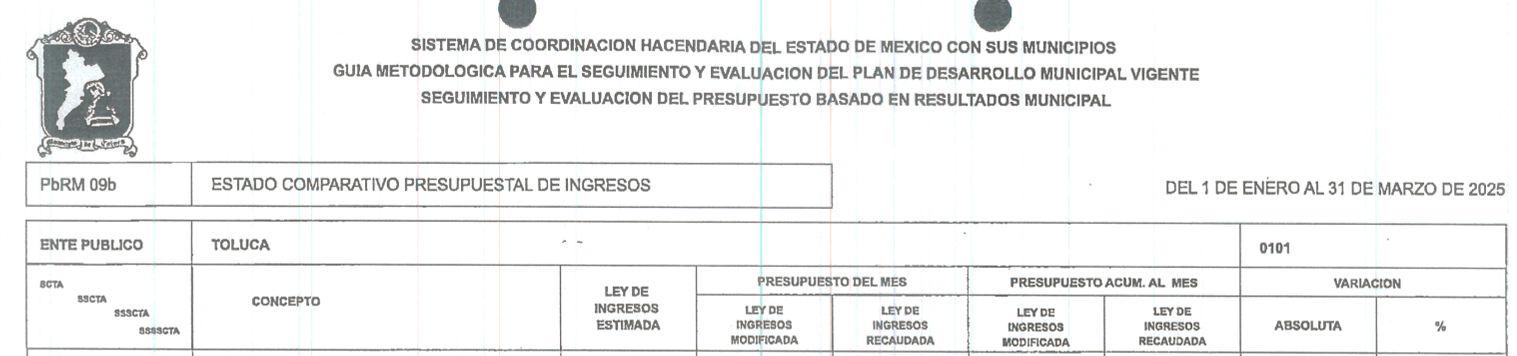 SISTEMA DE COORDINACION HACENDARIA DEL ESTADO DE MEXICO CON SUS MUNICIPIOS
GUIA METODOLOGICA PARA EL SEGUIMIENTO Y EVALUACION DEL PLAN DE DESARROLLO MUNICIPAL VIGENTE
SEGUIMIENTO Y EVALUACION DEL PRESUPUESTO BASADO EN RESULTADOS MUNICIPAL
Municipio de Toluca
PbRM 09b ESTADO COMPARATIVO PRESUPUESTAL DE INGRESOS
DEL 1 DE ENERO AL 31 DE MARZO DE 2025
ENTE PUBLICO TOLUCA 0101
SCTA
SSCTA
SSSCTA
SSSSCTA
CONCEPTO
LEY DE
INGRESOS
ESTIMADA
PRESUPUESTO DEL MES
LEY DE
INGRESOS
MODIFICADA
LEY DE
INGRESOS
RECAUDADA
PRESUPUESTO ACUM. AL MES
LEY DE
INGRESOS
MODIFICADA
LEY DE
INGRESOS
RECAUDADA
VARIACION
ABSOLUTA
%